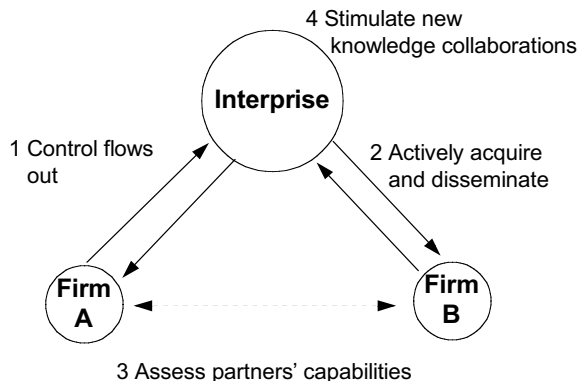 4 Stimulate new
knowledge collaborations
Interprise
1 Control flows
out
2 Actively acquire
and disseminate
Firm
A
Firm
B
3 Assess partners' capabilities